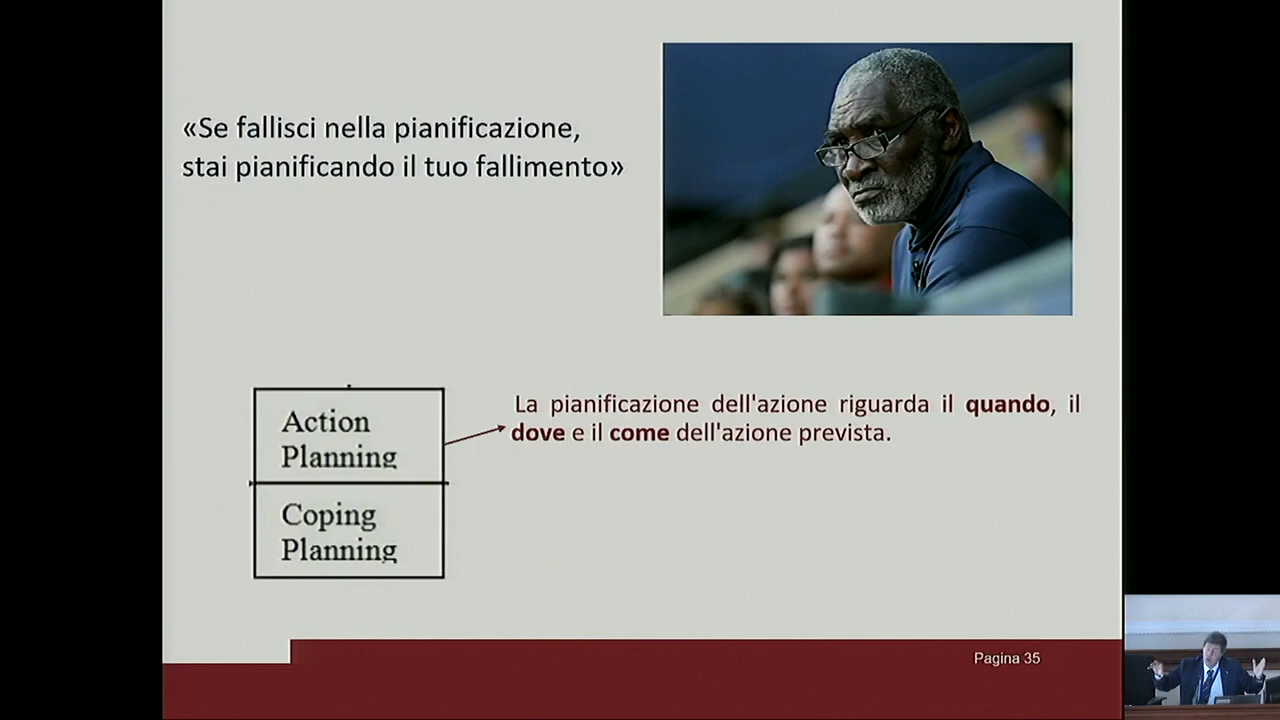 «Se fallisci nella pianificazione,
stai pianificando il tuo fallimento»
Action
Planning
La pianificazione dell'azione riguarda il quando, il
dove e il come dell'azione prevista.
Coping
Planning
Pagina 35